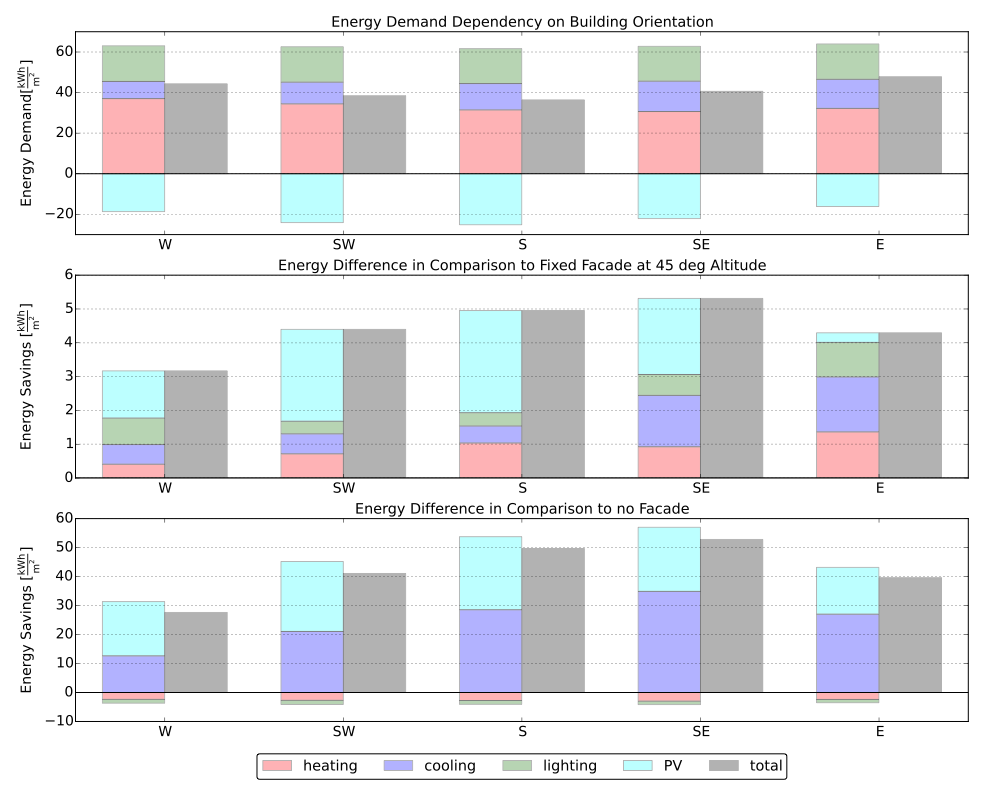 Energy Demand Dependency on Building Orientation
Energy Demand[kWh/m²]
60
40
20
0
−20
W SW S SE E
Energy Difference in Comparison to Fixed Facade at 45 deg Altitude
Energy Savings [kWh/m²]
6
5
4
3
2
1
0
W SW S SE E
Energy Difference in Comparison to no Facade
Energy Savings [kWh/m²]
60
50
40
30
20
10
0
−10
W SW S SE E
heating cooling lighting PV total